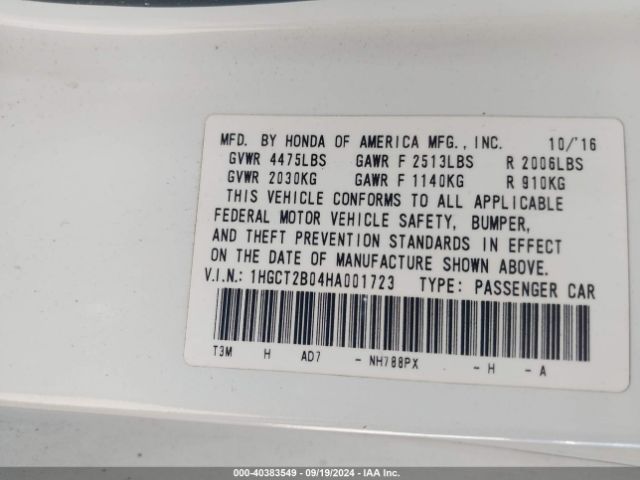 MFD. BY HONDA OF AMERICA MFG., INC. 10/'16
GVWR 4475LBS GAWR F 2513LBS R 2006LBS
GVWR 2030KG GAWR F 1140KG R 910KG
THIS VEHICLE CONFORMS TO ALL APPLICABLE
FEDERAL MOTOR VEHICLE SAFETY, BUMPER,
AND THEFT PREVENTION STANDARDS IN EFFECT
ON THE DATE OF MANUFACTURE SHOWN ABOVE.
V.I.N.: 1HGCT2B04HA001723 TYPE: PASSENGER CAR
T3M H AD7 - NH788PX - H - A
000-40383549 - 09/19/2024 - IAA Inc.